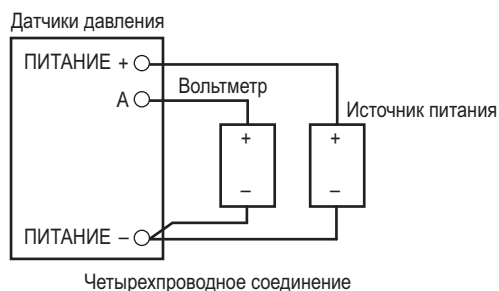 Датчики давления
ПИТАНИЕ +
А
Вольтметр
Источник питания
+
+
–
–
ПИТАНИЕ –
Четырехпроводное соединение